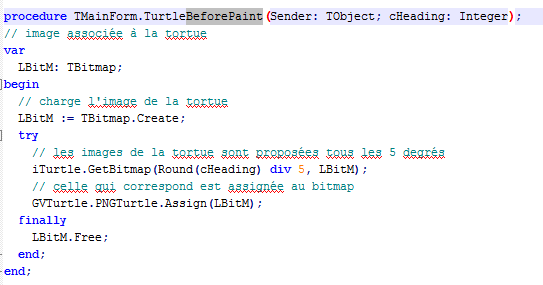 procedure TMainForm.TurtleBeforePaint(Sender: TObject; cHeading: Integer);
// image associée à la tortue
var
LBitM: TBitmap;
begin
// charge l'image de la tortue
LBitM := TBitmap.Create;
try
// les images de la tortue sont proposées tous les 5 degrés
iTurtle.GetBitmap(Round(cHeading) div 5, LBitM);
// celle qui correspond est assignée au bitmap
GVTurtle.PNGTurtle.Assign(LBitM);
finally
LBitM.Free;
end;
end;